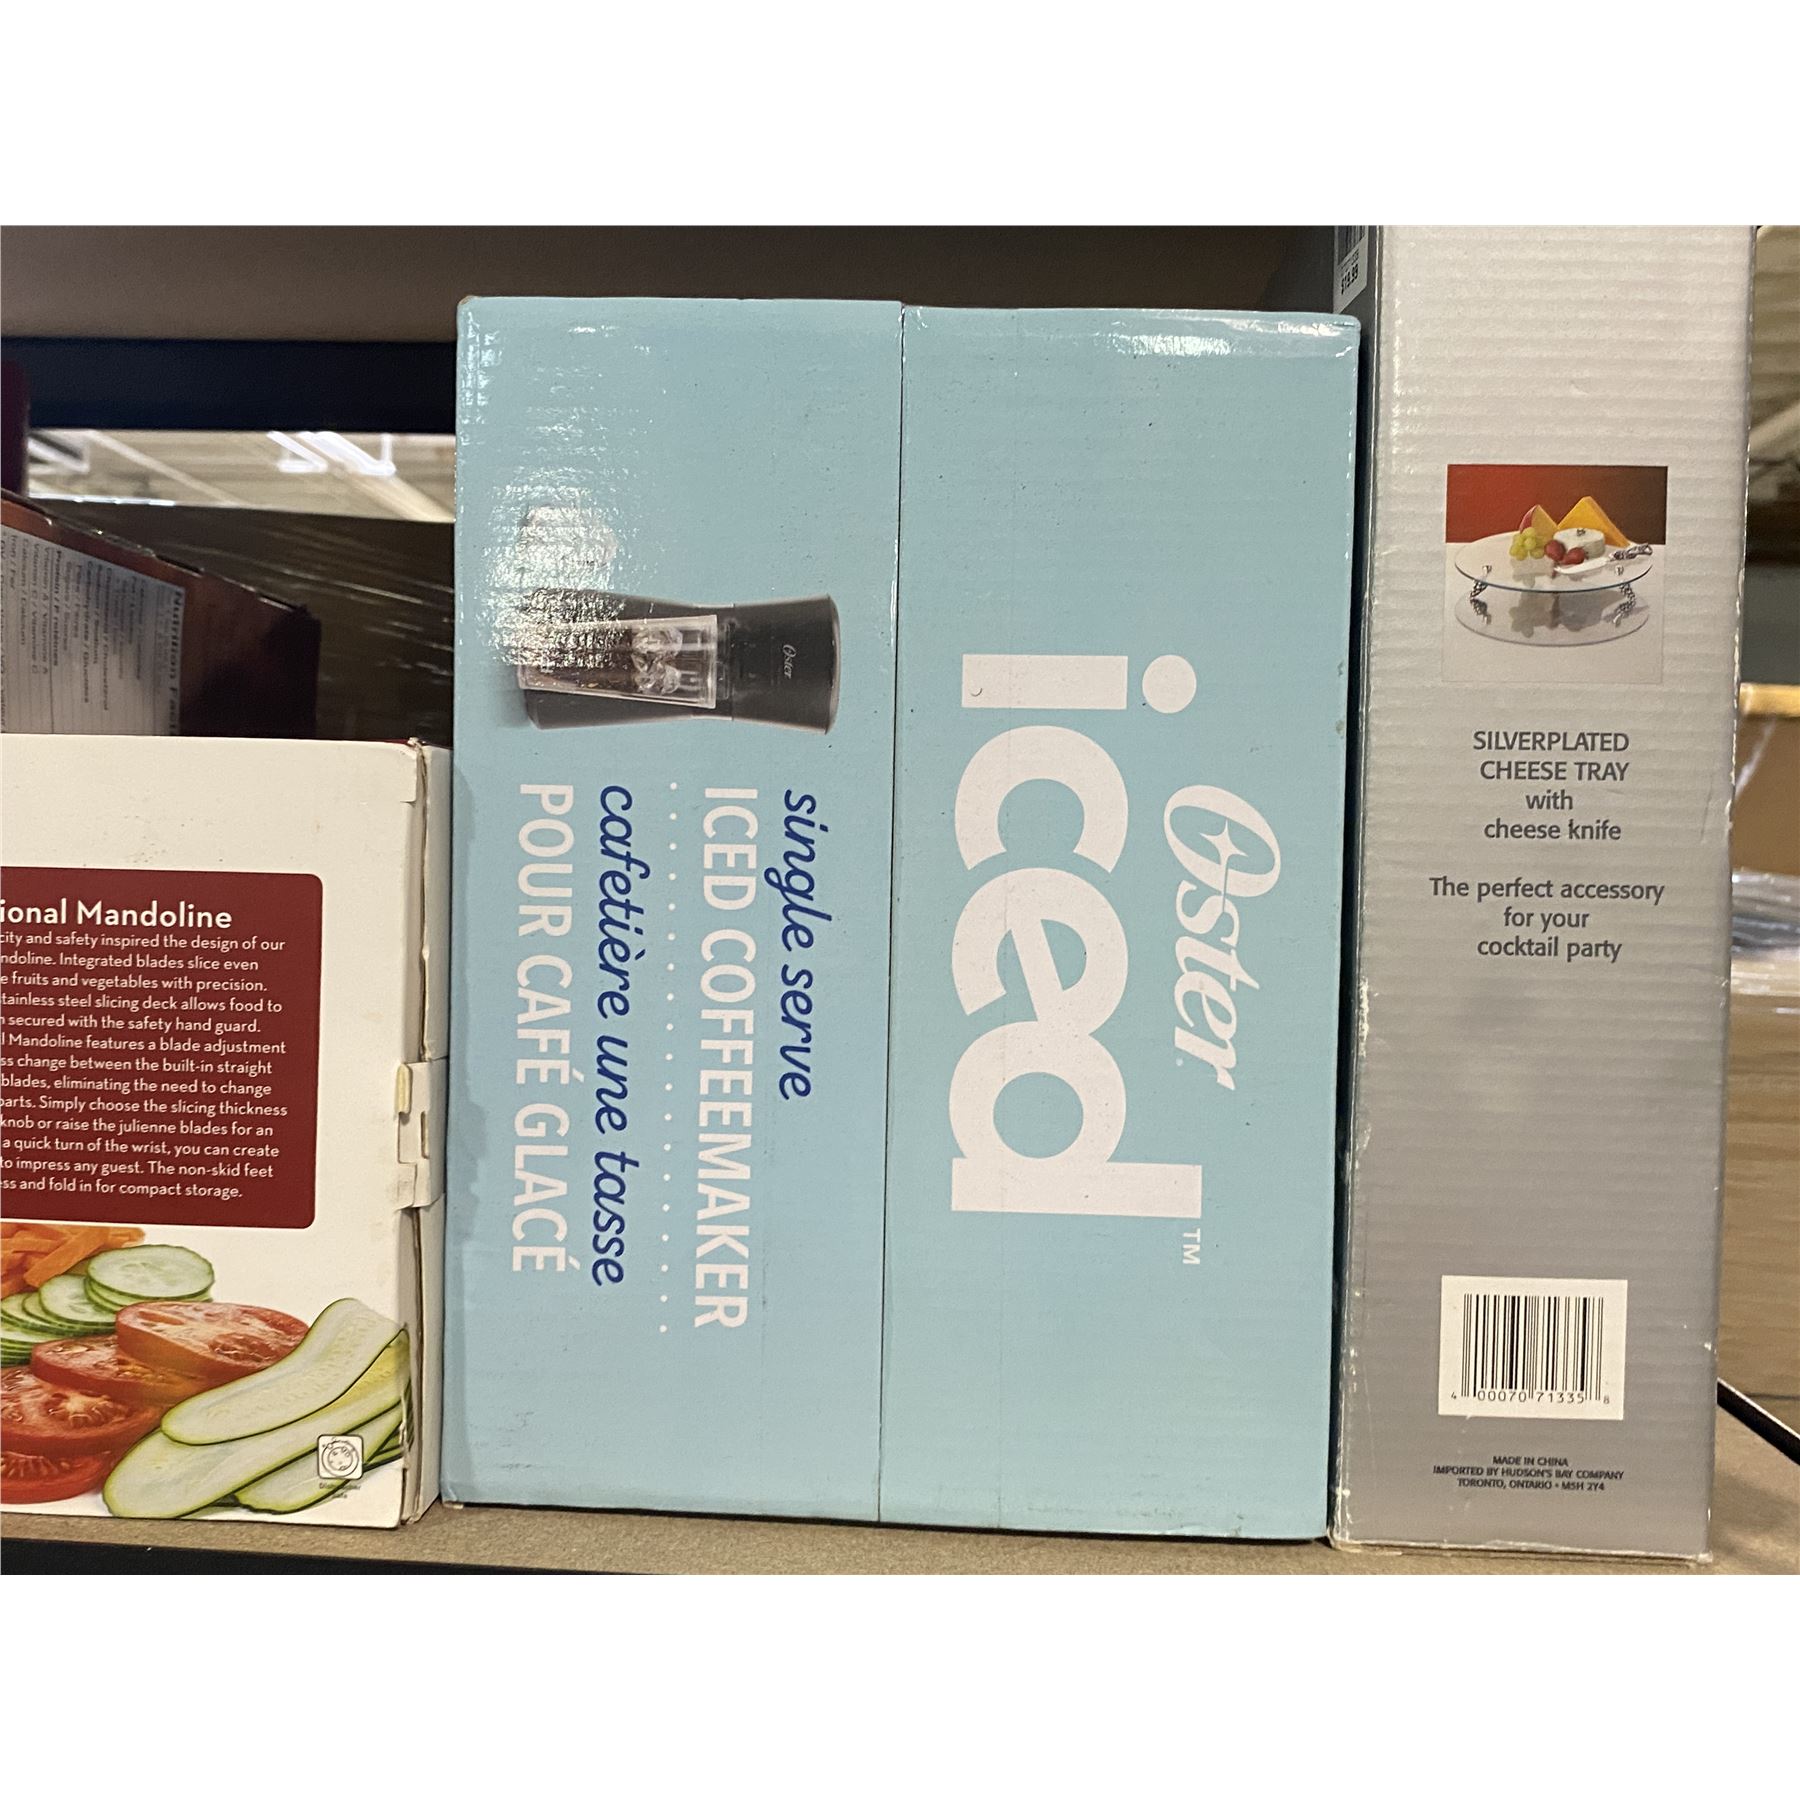 ional Mandoline
city and safety inspired the design of our
ndoline. Integrated blades slice even
e fruits and vegetables with precision.
tainless steel slicing deck allows food to
secured with the safety hand guard.
l Mandoline features a blade adjustment
ss change between the built-in straight
blades, eliminating the need to change
parts. Simply choose the slicing thickness
knob or raise the julienne blades for an
a quick turn of the wrist, you can create
to impress any guest. The non-skid feet
ss and fold in for compact storage.
Oster
iced™
single serve
ICED COFFEEMAKER
cafetière une tasse
POUR CAFÉ GLACÉ
Oster
$19.99
SILVERPLATED
CHEESE TRAY
with
cheese knife
The perfect accessory
for your
cocktail party
4 00070 71335 8
MADE IN CHINA
IMPORTED BY HUDSON'S BAY COMPANY
TORONTO, ONTARIO • M5H 2Y4